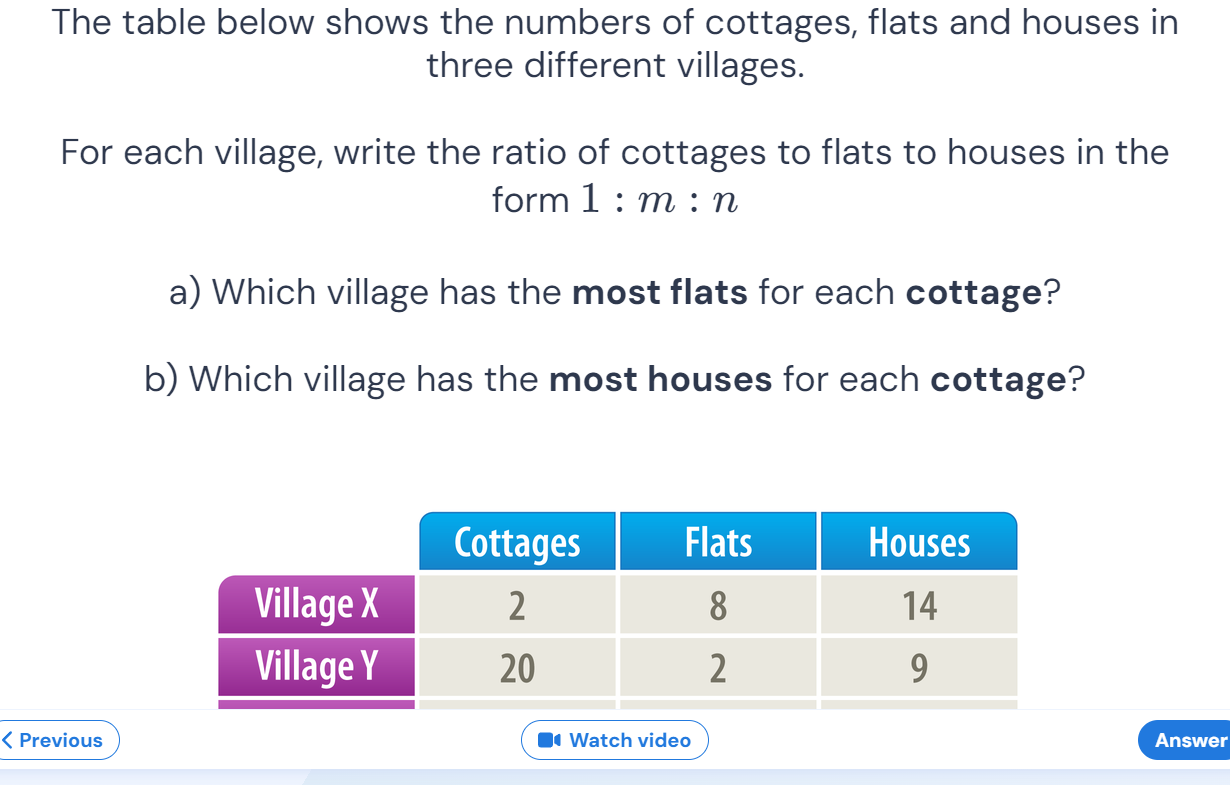 The table below shows the numbers of cottages, flats and houses in
three different villages.
For each village, write the ratio of cottages to flats to houses in the
form 1 : m : n
a) Which village has the most flats for each cottage?
b) Which village has the most houses for each cottage?
Cottages Flats Houses
Village X 2 8 14
Village Y 20 2 9
Previous Watch video Answer